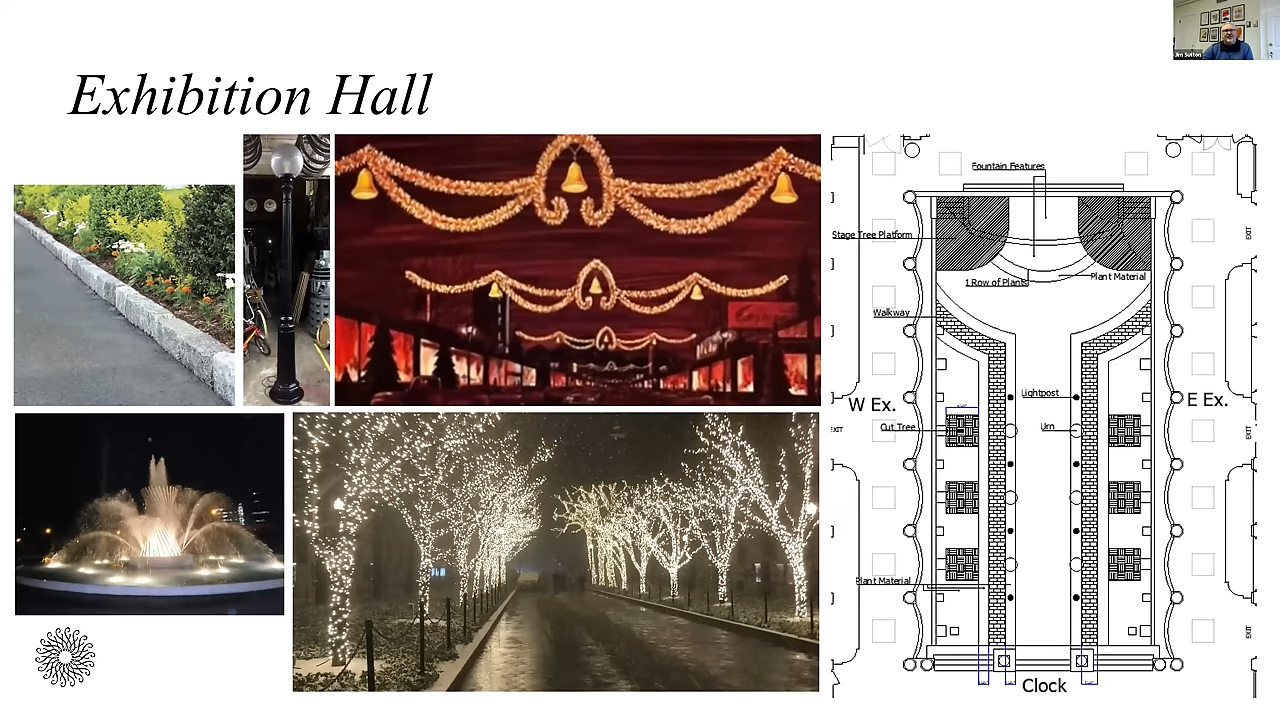 Jim Sutton
Exhibition Hall
Fountain Features
EXIT
Stage Tree Platform
Plant Material
1 Row of Plants
Walkway
Lightpost
W Ex.
E Ex.
Cut Tree
Urn
EXIT
EXIT
Plant Material
EXIT
Clock